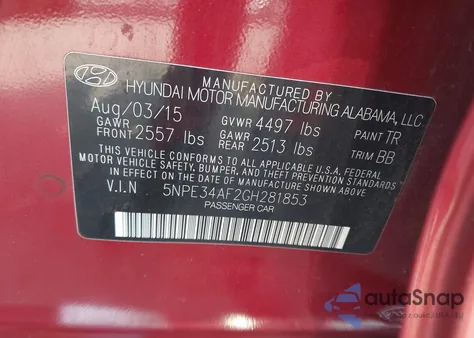 MANUFACTURED BY
HYUNDAI MOTOR MANUFACTURING ALABAMA, LLC
Aug/03/15 GVWR 4497 lbs PAINT TR
GAWR FRONT 2557 lbs GAWR REAR 2513 lbs TRIM BB
THIS VEHICLE CONFORMS TO ALL APPLICABLE U.S.A. FEDERAL
MOTOR VEHICLE SAFETY, BUMPER, AND THEFT
PREVENTION STANDARDS IN EFFECT ON THE DATE OF
MANUFACTURE SHOWN ABOVE.
V.I.N 5NPE34AF2GH281853
PASSENGER CAR
autoSnap